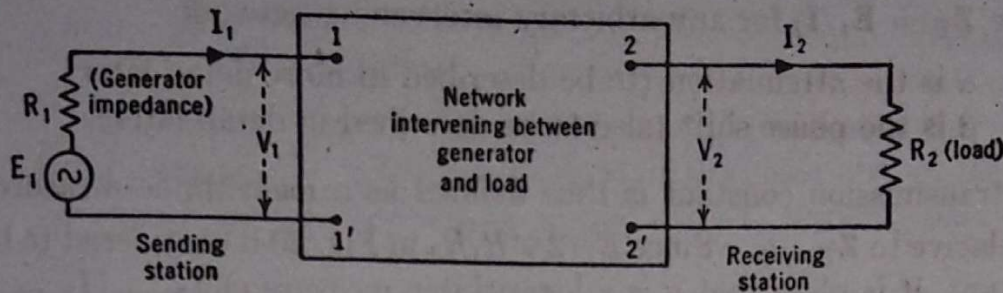 I₁
1
2
I₂
(Generator
impedance)
R₁
E₁
V₁
Network
intervening between
generator
and load
V₂
R₂ (load)
1'
2'
Sending
station
Receiving
station